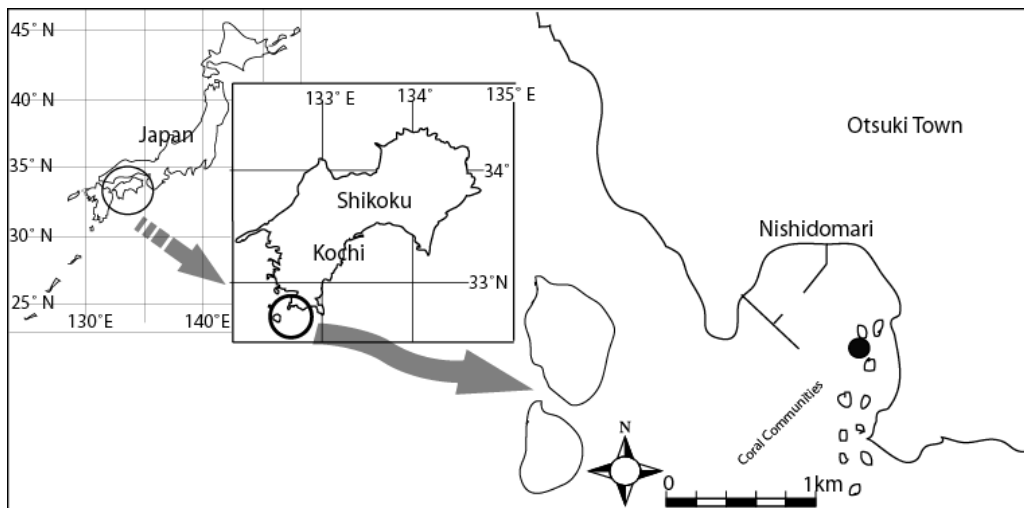 45˚ N
40˚ N
35˚ N
30˚ N
25˚ N
130˚E
140˚E
Japan
133˚ E
134˚
135˚ E
34˚
33˚N
Shikoku
Kochi
Otsuki Town
Nishidomari
Coral Communities
N
0
1km